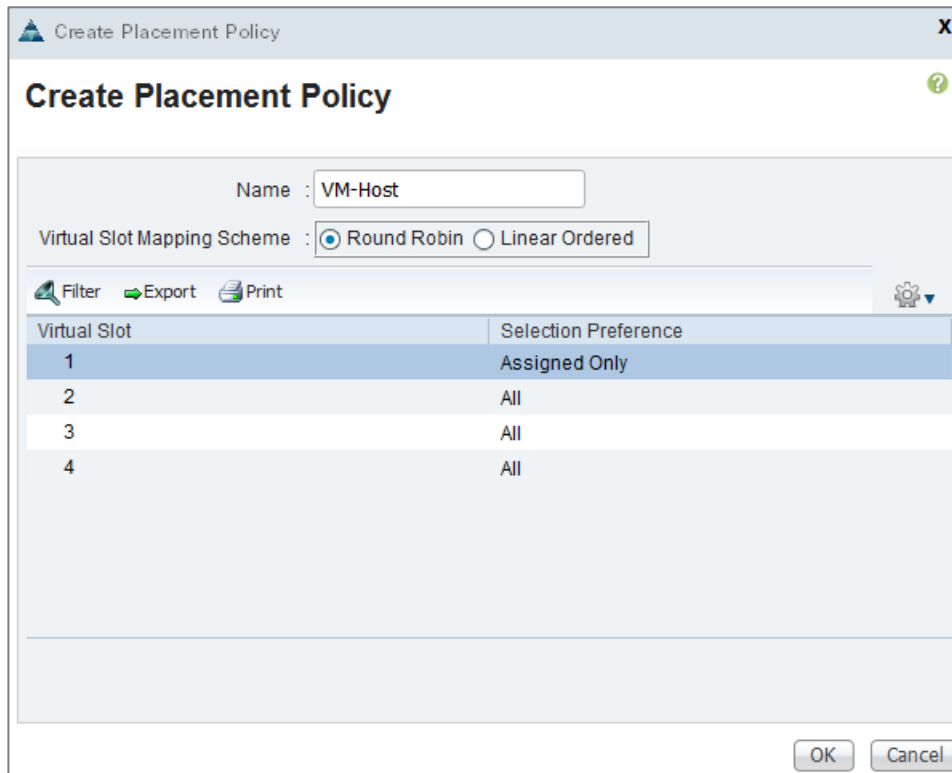 Create Placement Policy
X
Create Placement Policy
?
Name : VM-Host
Virtual Slot Mapping Scheme : Round Robin Linear Ordered
Filter Export Print
Virtual Slot Selection Preference
1 Assigned Only
2 All
3 All
4 All
OK Cancel